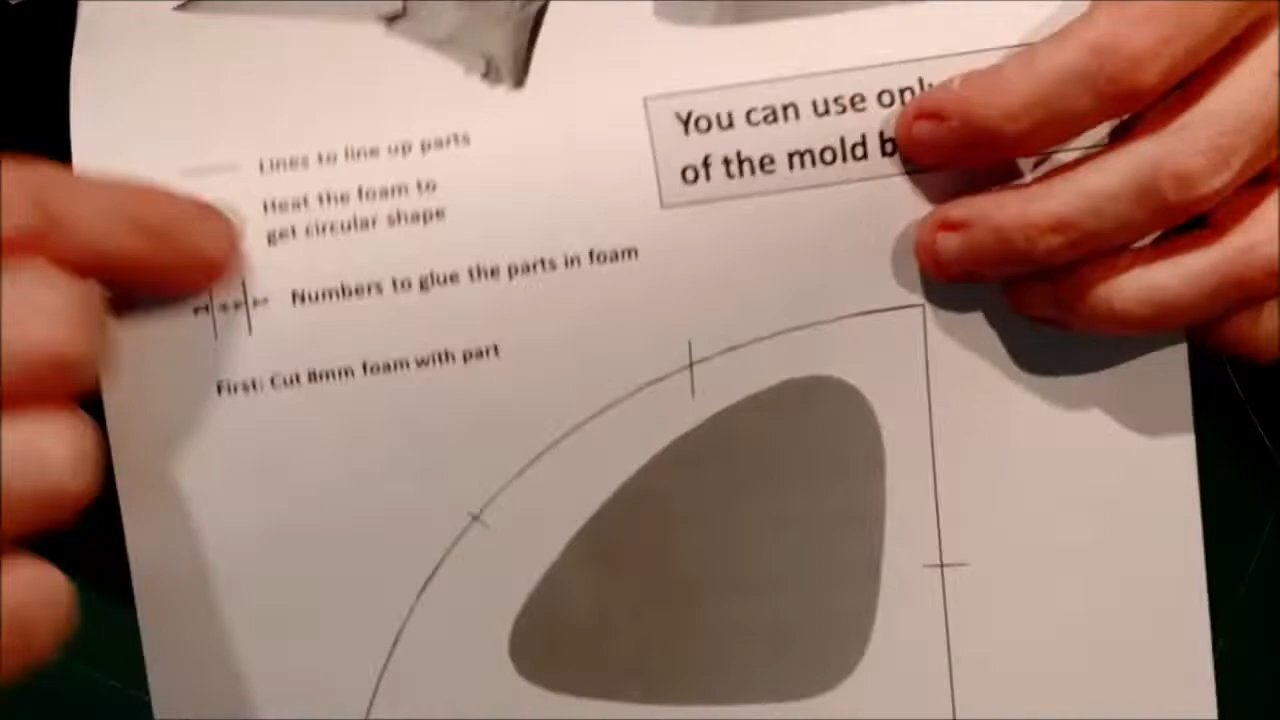 You can use only
of the mold
Lines to line up parts
Heat the foam to
get circular shape
Numbers to glue the parts in foam
First: Cut 8mm foam with part